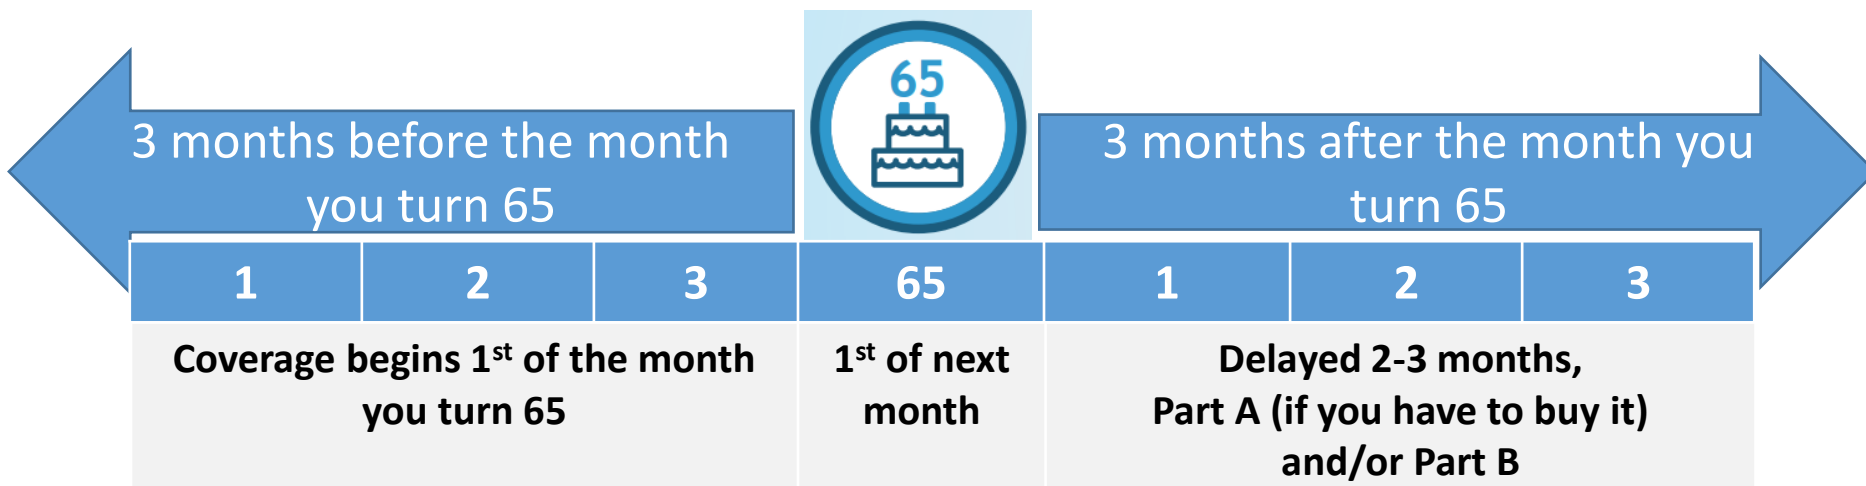 65
3 months before the month
you turn 65
3 months after the month you
turn 65
1 2 3 65 1 2 3
Coverage begins 1st of the month
you turn 65
1st of next
month
Delayed 2-3 months,
Part A (if you have to buy it)
and/or Part B